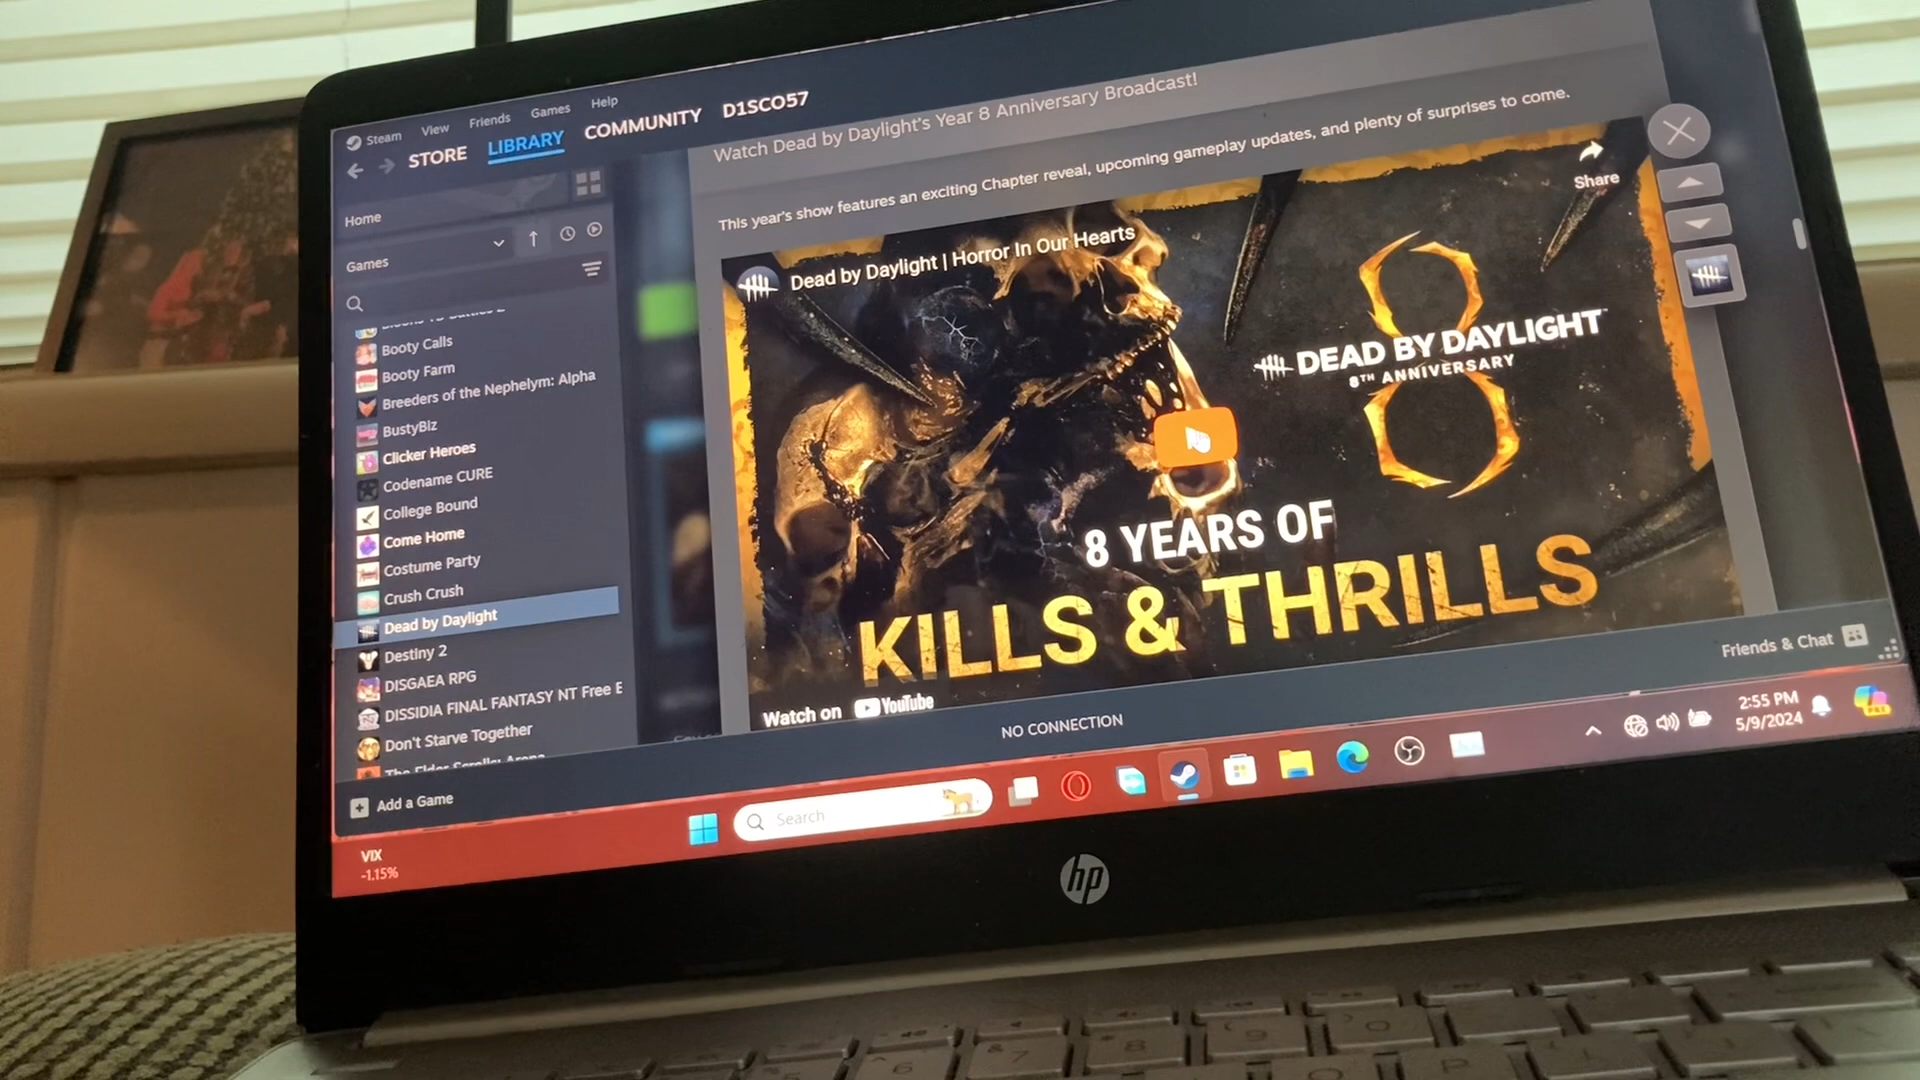 Steam View Friends Games Help
STORE LIBRARY COMMUNITY D1SCO57
Home
Games
Booty Calls
Booty Farm
Breeders of the Nephelym: Alpha
BustyBiz
Clicker Heroes
Codename CURE
College Bound
Come Home
Costume Party
Crush Crush
Dead by Daylight
Destiny 2
DISGAEA RPG
DISSIDIA FINAL FANTASY NT Free E
Don't Starve Together
Add a Game
Watch Dead by Daylight's Year 8 Anniversary Broadcast!
This year's show features an exciting Chapter reveal, upcoming gameplay updates, and plenty of surprises to come.
Dead by Daylight | Horror In Our Hearts
Share
DEAD BY DAYLIGHT
8TH ANNIVERSARY
8 YEARS OF
KILLS & THRILLS
Watch on YouTube
NO CONNECTION
Friends & Chat
VIX
-1.15%
Search
2:55 PM
5/9/2024
hp